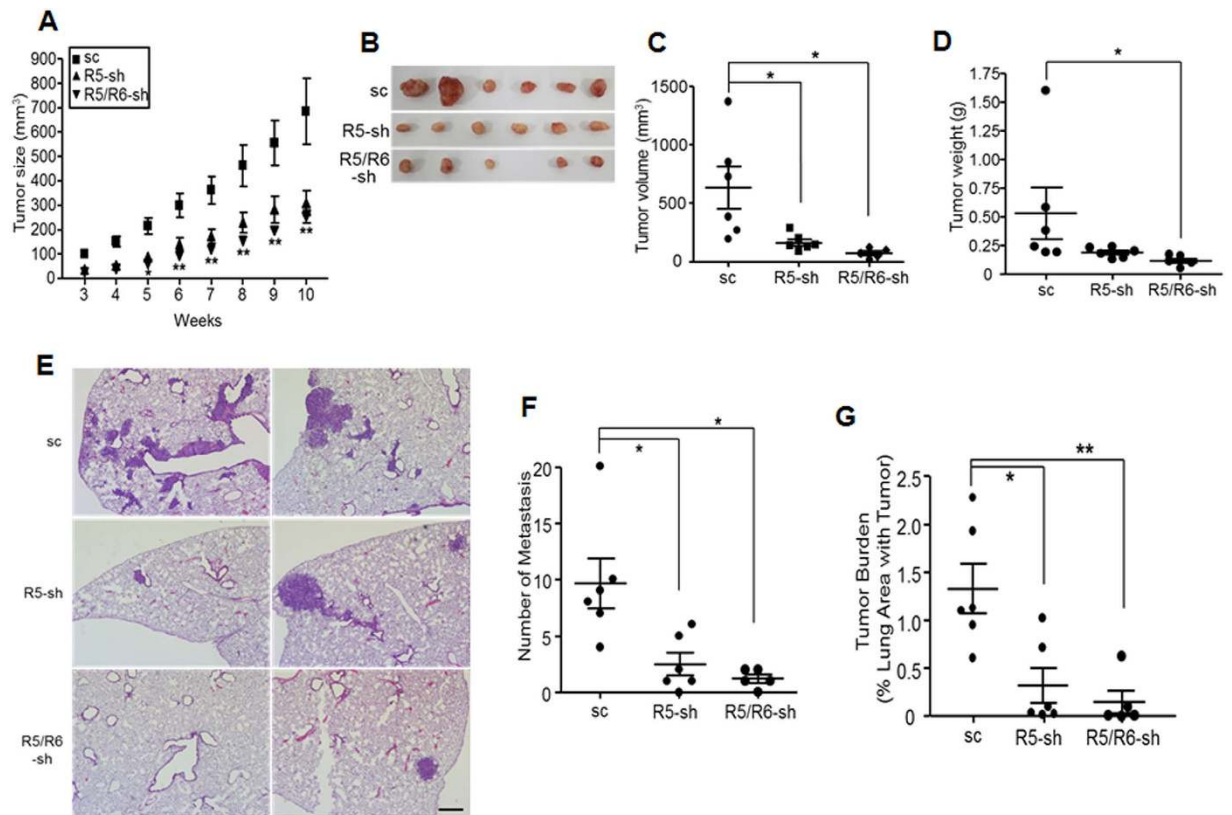 A
sc
R5-sh
R5/R6-sh
900
800
700
600
500
400
300
200
100
0
Tumor size (mm³)
* ** ** ** ** **
3 4 5 6 7 8 9 10
Weeks
B
sc
R5-sh
R5/R6
-sh
C
*
*
1500
1000
500
0
Tumor volume (mm³)
sc R5-sh R5/R6-sh
D
*
1.75
1.50
1.25
1.00
0.75
0.50
0.25
0
Tumor weight (g)
sc R5-sh R5/R6-sh
E
sc
R5-sh
R5/R6
-sh
F
*
*
20
15
10
5
0
Number of Metastasis
sc R5-sh R5/R6-sh
G
**
*
2.5
2.0
1.5
1.0
0.5
0
Tumor Burden
(% Lung Area with Tumor)
sc R5-sh R5/R6-sh